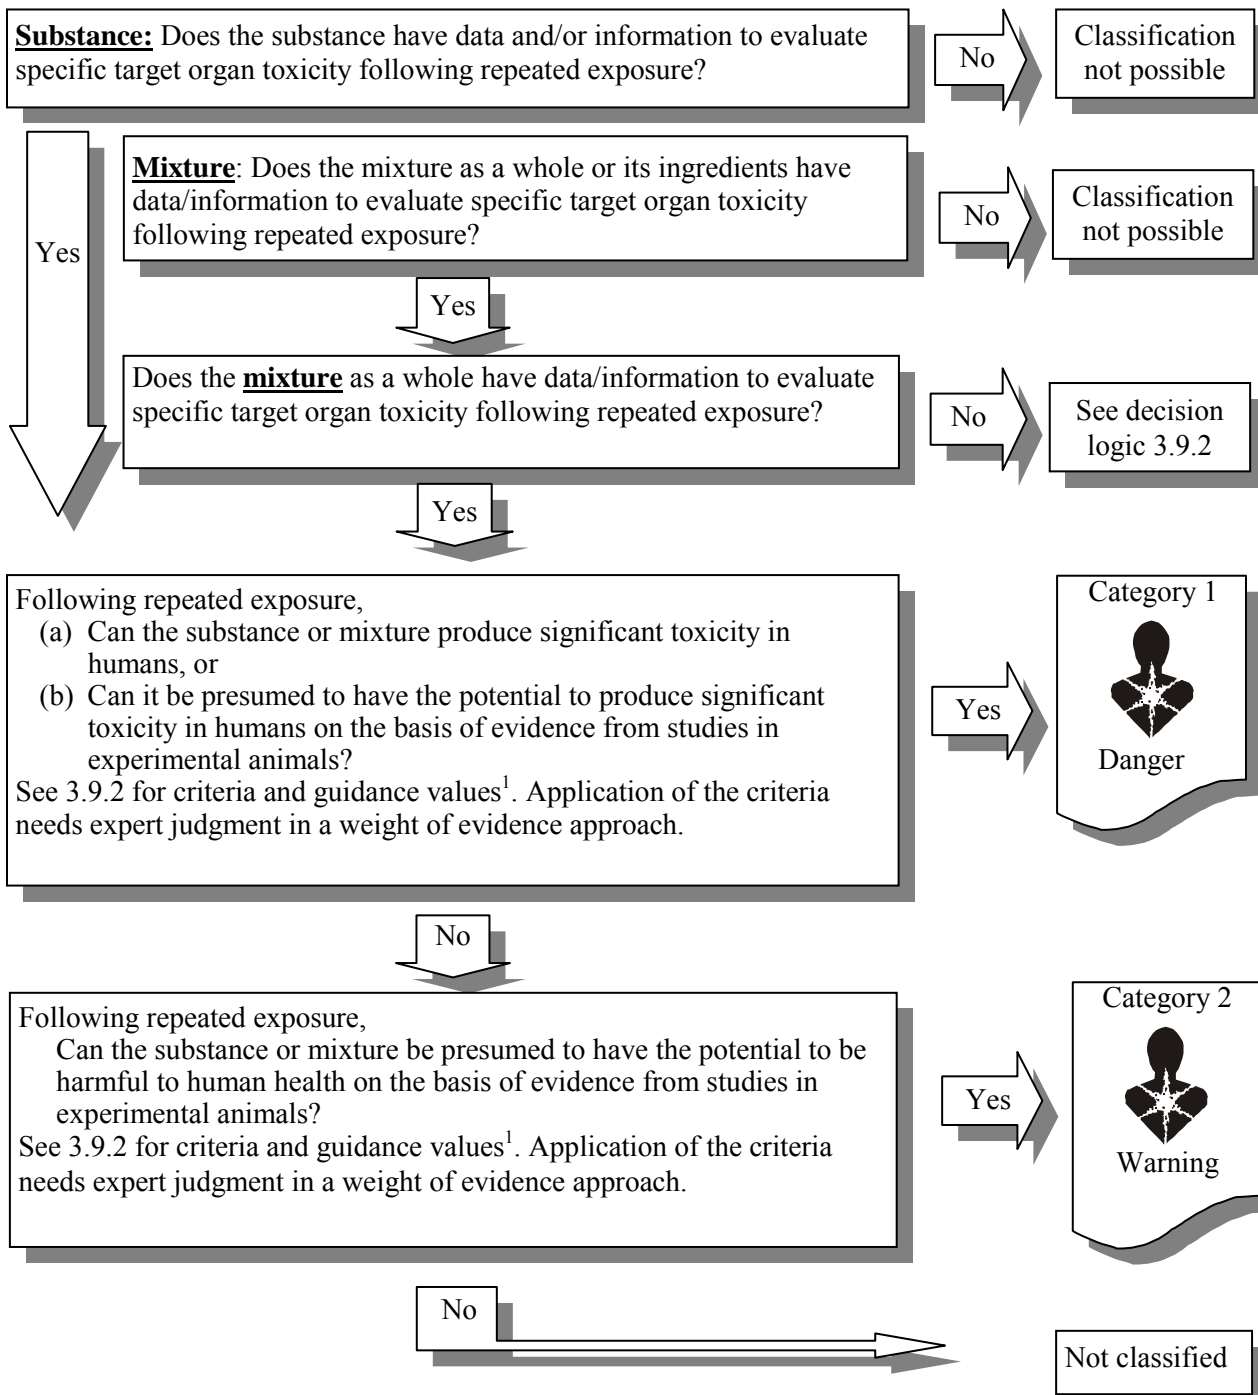 Substance: Does the substance have data and/or information to evaluate
specific target organ toxicity following repeated exposure?
No
Classification
not possible
Yes
Mixture: Does the mixture as a whole or its ingredients have
data/information to evaluate specific target organ toxicity
following repeated exposure?
No
Classification
not possible
Yes
Does the mixture as a whole have data/information to evaluate
specific target organ toxicity following repeated exposure?
No
See decision
logic 3.9.2
Yes
Following repeated exposure,
(a) Can the substance or mixture produce significant toxicity in
humans, or
(b) Can it be presumed to have the potential to produce significant
toxicity in humans on the basis of evidence from studies in
experimental animals?
See 3.9.2 for criteria and guidance values¹. Application of the criteria
needs expert judgment in a weight of evidence approach.
Yes
Category 1
Danger
No
Following repeated exposure,
Can the substance or mixture be presumed to have the potential to be
harmful to human health on the basis of evidence from studies in
experimental animals?
See 3.9.2 for criteria and guidance values¹. Application of the criteria
needs expert judgment in a weight of evidence approach.
Yes
Category 2
Warning
No
Not classified